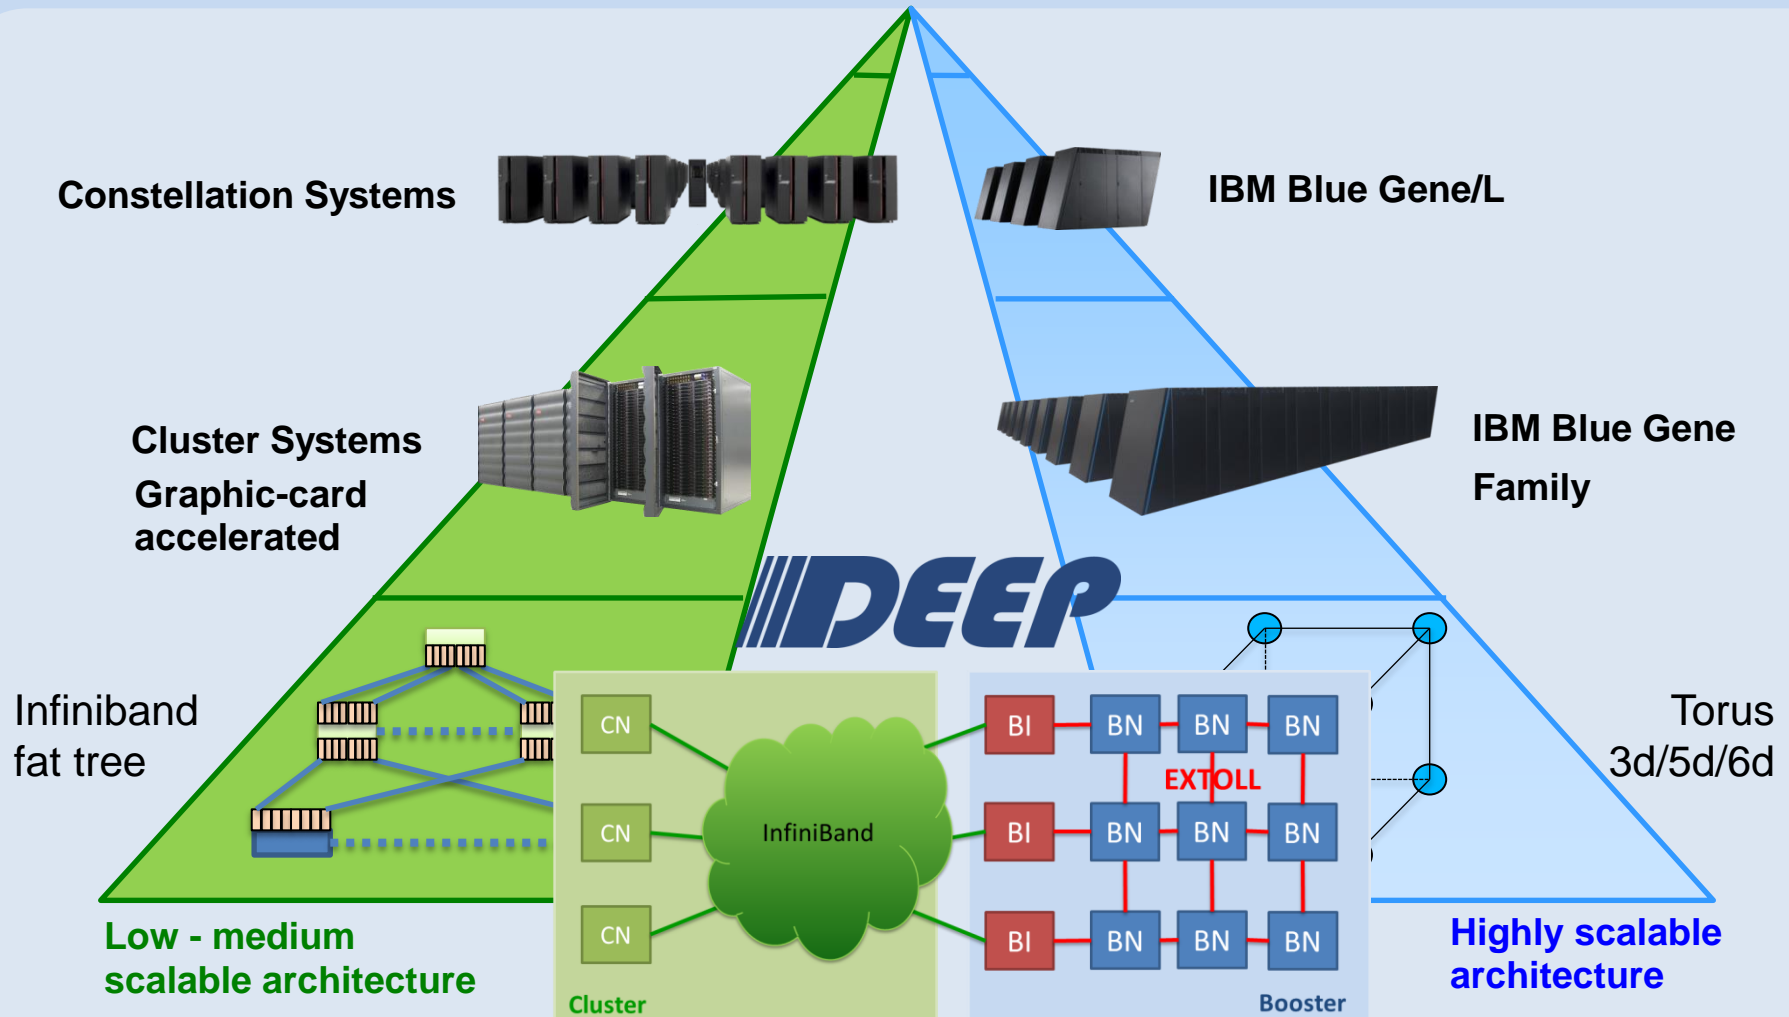 Constellation Systems
IBM Blue Gene/L
Cluster Systems
Graphic-card
accelerated
IBM Blue Gene
Family
DEEP
Infiniband
fat tree
Torus
3d/5d/6d
CN
BI
BN
BN
BN
EXTOLL
CN
InfiniBand
BI
BN
BN
BN
CN
BI
BN
BN
BN
Cluster
Booster
Low - medium
scalable architecture
Highly scalable
architecture